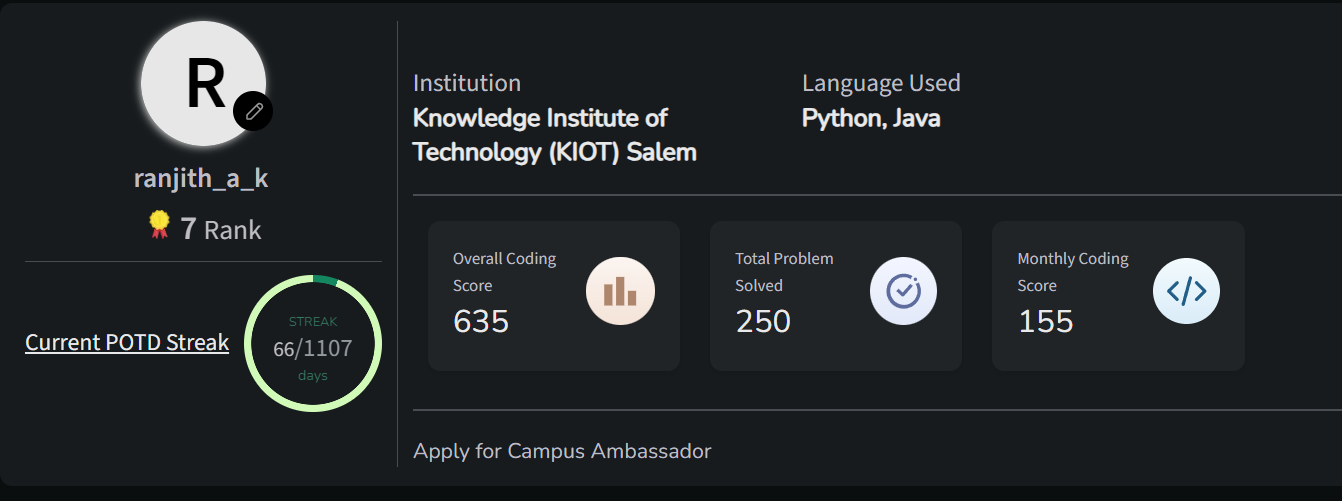 R
ranjith_a_k
7 Rank
Current POTD Streak
STREAK
66/1107
days
Institution
Knowledge Institute of
Technology (KIOT) Salem
Language Used
Python, Java
Overall Coding
Score
635
Total Problem
Solved
250
Monthly Coding
Score
155
Apply for Campus Ambassador